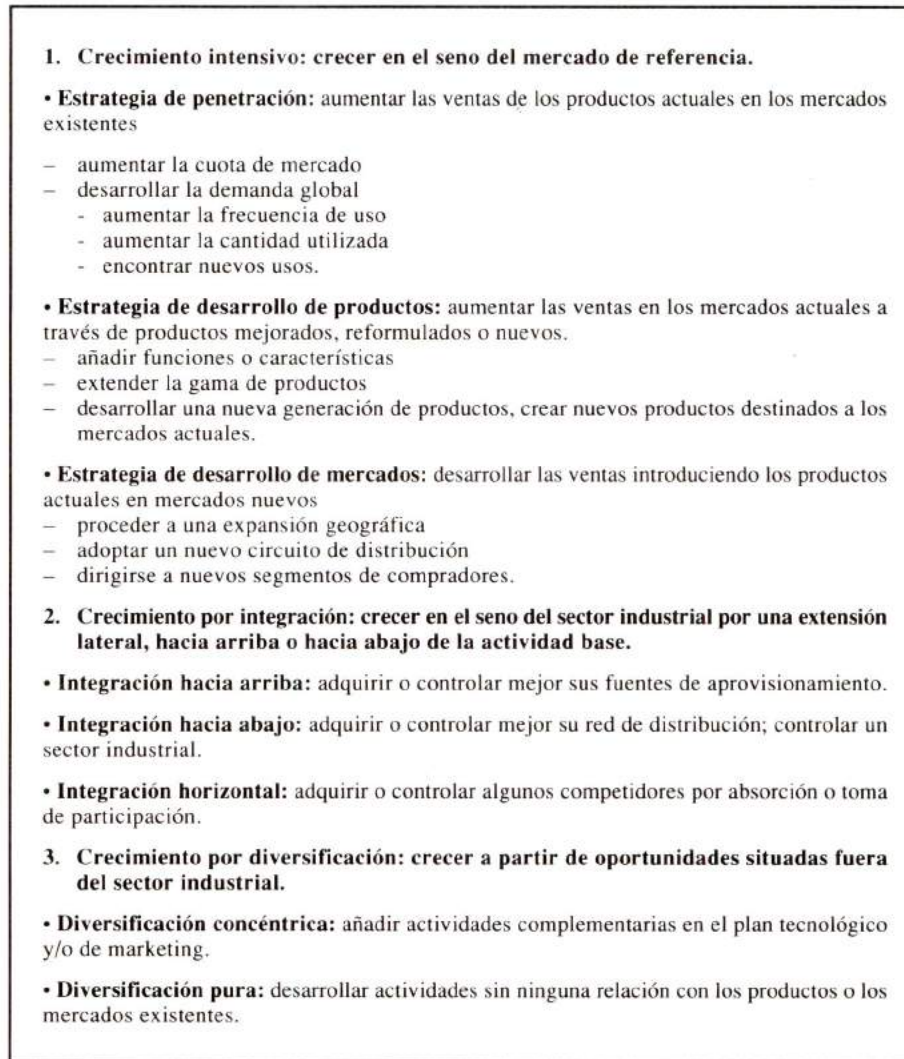 1. Crecimiento intensivo: crecer en el seno del mercado de referencia.
• Estrategia de penetración: aumentar las ventas de los productos actuales en los mercados
existentes
– aumentar la cuota de mercado
– desarrollar la demanda global
- aumentar la frecuencia de uso
- aumentar la cantidad utilizada
- encontrar nuevos usos.
• Estrategia de desarrollo de productos: aumentar las ventas en los mercados actuales a
través de productos mejorados, reformulados o nuevos.
– añadir funciones o características
– extender la gama de productos
– desarrollar una nueva generación de productos, crear nuevos productos destinados a los
mercados actuales.
• Estrategia de desarrollo de mercados: desarrollar las ventas introduciendo los productos
actuales en mercados nuevos
– proceder a una expansión geográfica
– adoptar un nuevo circuito de distribución
– dirigirse a nuevos segmentos de compradores.
2. Crecimiento por integración: crecer en el seno del sector industrial por una extensión
lateral, hacia arriba o hacia abajo de la actividad base.
• Integración hacia arriba: adquirir o controlar mejor sus fuentes de aprovisionamiento.
• Integración hacia abajo: adquirir o controlar mejor su red de distribución; controlar un
sector industrial.
• Integración horizontal: adquirir o controlar algunos competidores por absorción o toma
de participación.
3. Crecimiento por diversificación: crecer a partir de oportunidades situadas fuera
del sector industrial.
• Diversificación concéntrica: añadir actividades complementarias en el plan tecnológico
y/o de marketing.
• Diversificación pura: desarrollar actividades sin ninguna relación con los productos o los
mercados existentes.